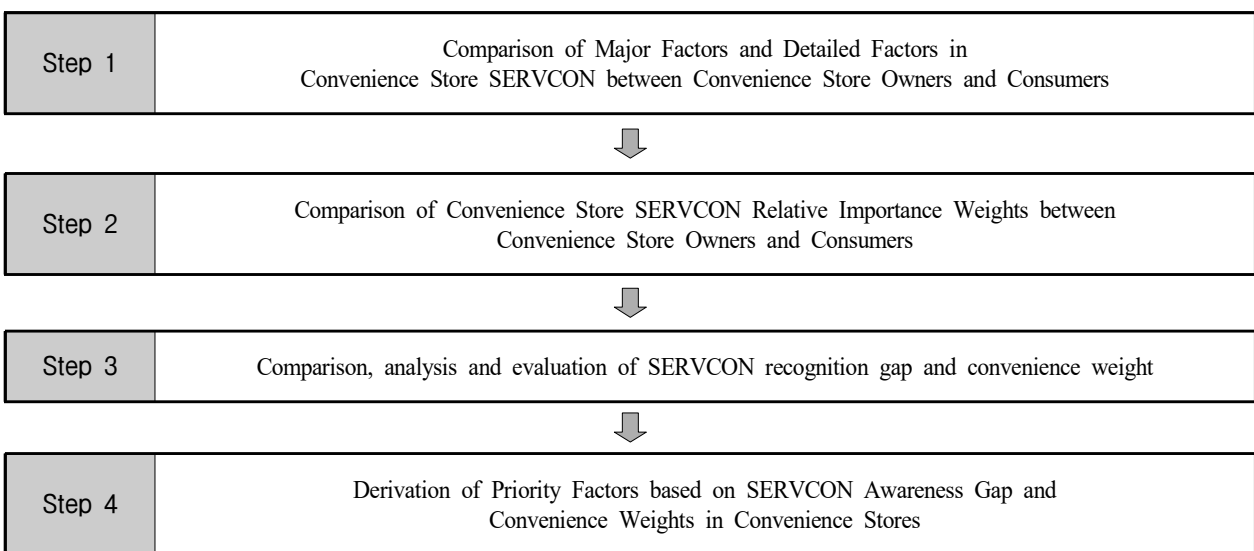 Step 1
Comparison of Major Factors and Detailed Factors in
Convenience Store SERVCON between Convenience Store Owners and Consumers
Step 2
Comparison of Convenience Store SERVCON Relative Importance Weights between
Convenience Store Owners and Consumers
Step 3
Comparison, analysis and evaluation of SERVCON recognition gap and convenience weight
Step 4
Derivation of Priority Factors based on SERVCON Awareness Gap and
Convenience Weights in Convenience Stores